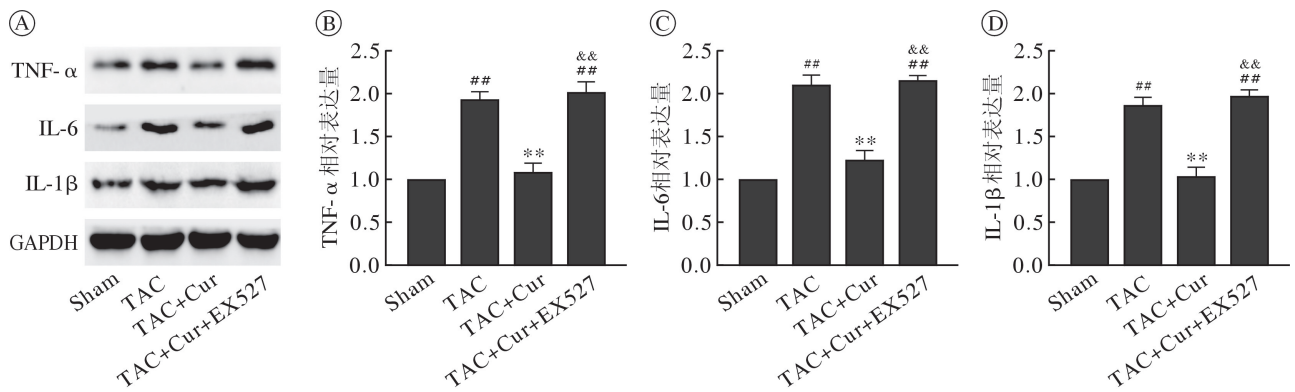 A
TNF- α
IL-6
IL-1β
GAPDH
Sham
TAC
TAC+Cur
TAC+Cur+EX527
B
TNF- α 相对表达量
2.5
2.0
1.5
1.0
0.5
0.0
##
**
&&
##
Sham
TAC
TAC+Cur
TAC+Cur+EX527
C
IL-6相对表达量
2.5
2.0
1.5
1.0
0.5
0.0
##
**
&&
##
Sham
TAC
TAC+Cur
TAC+Cur+EX527
D
IL-1β 相对表达量
2.5
2.0
1.5
1.0
0.5
0.0
##
**
&&
##
Sham
TAC
TAC+Cur
TAC+Cur+EX527